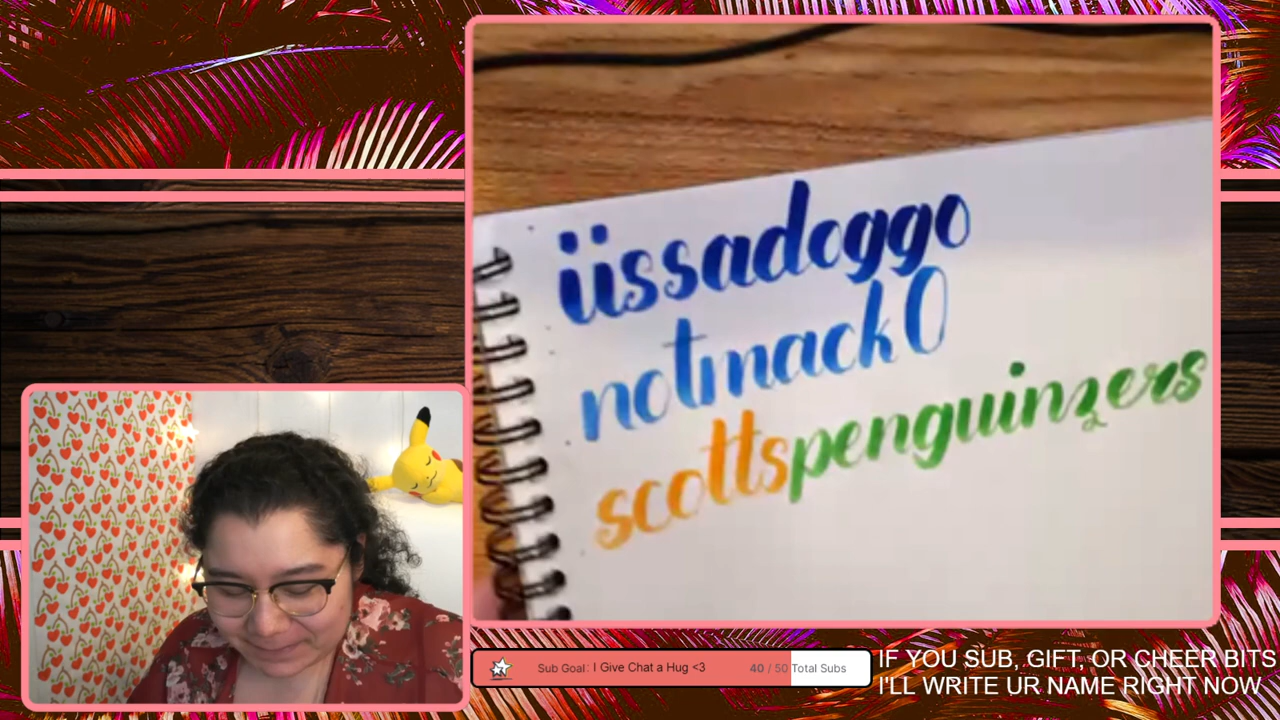 iissadoggo
notmack0
scottspenguinzers
Sub Goal: I Give Chat a Hug <3 40 / 50 Total Subs
IF YOU SUB, GIFT, OR CHEER BITS
I'LL WRITE UR NAME RIGHT NOW